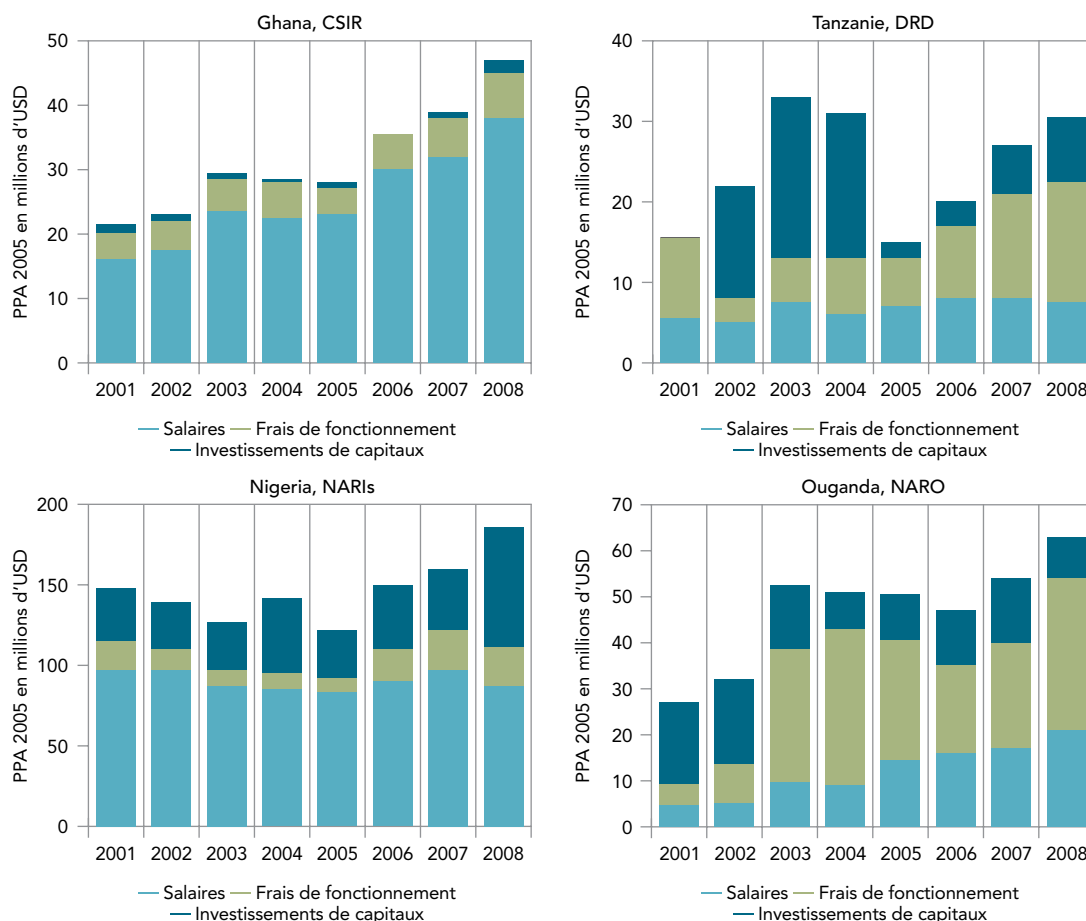 Ghana, CSIR
PPA 2005 en millions d’USD
50
40
30
20
10
0
2001 2002 2003 2004 2005 2006 2007 2008
Salaires Frais de fonctionnement
Investissements de capitaux
Tanzanie, DRD
PPA 2005 en millions d’USD
40
30
20
10
0
2001 2002 2003 2004 2005 2006 2007 2008
Salaires Frais de fonctionnement
Investissements de capitaux
Nigeria, NARIs
PPA 2005 en millions d’USD
200
150
100
50
0
2001 2002 2003 2004 2005 2006 2007 2008
Salaires Frais de fonctionnement
Investissements de capitaux
Ouganda, NARO
PPA 2005 en millions d’USD
70
60
50
40
30
20
10
0
2001 2002 2003 2004 2005 2006 2007 2008
Salaires Frais de fonctionnement
Investissements de capitaux